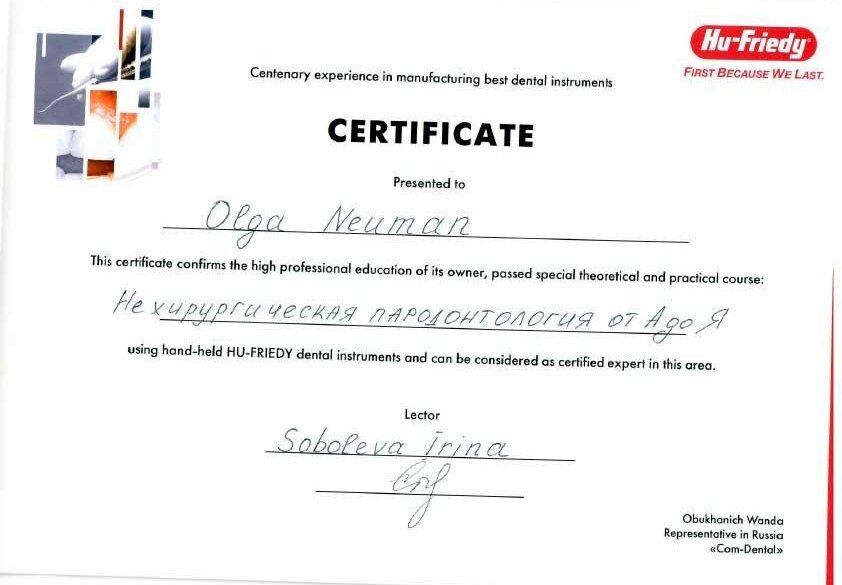 Hu-Friedy
FIRST BECAUSE WE LAST.
Centenary experience in manufacturing best dental instruments
CERTIFICATE
Presented to
Olga Neuman
This certificate confirms the high professional education of its owner, passed special theoretical and practical course:
Не хирургическая пародонтология от А до Я
using hand-held HU-FRIEDY dental instruments and can be considered as certified expert in this area.
Lector
Soboleva Irina
Obukhanich Wanda
Representative in Russia
«Com-Dental»